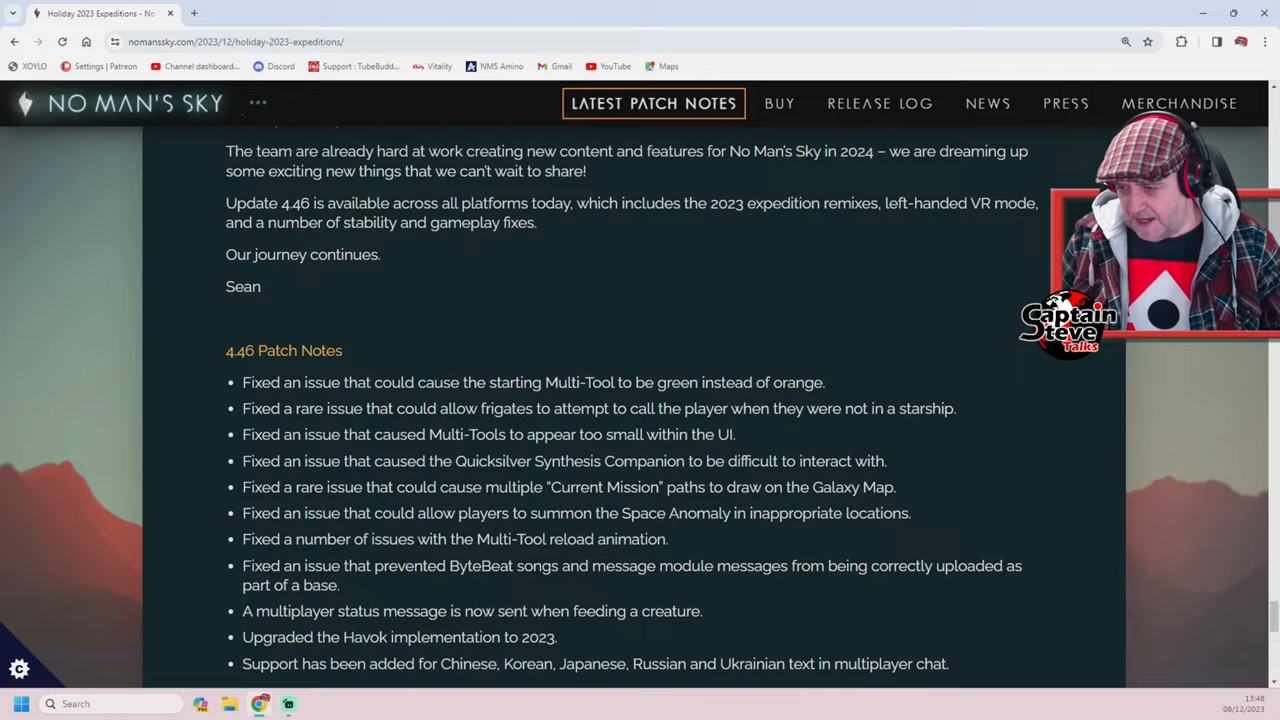 Holiday 2023 Expeditions - No
nomanssky.com/2023/12/holiday-2023-expeditions/
XOYLO
Settings | Patreon
Channel dashboard...
Discord
Support : TubeBudd...
Vitality
NMS Amino
Gmail
YouTube
Maps
NO MAN'S SKY
LATEST PATCH NOTES
BUY
RELEASE LOG
NEWS
PRESS
MERCHANDISE
The team are already hard at work creating new content and features for No Man's Sky in 2024 – we are dreaming up
some exciting new things that we can't wait to share!
Update 4.46 is available across all platforms today, which includes the 2023 expedition remixes, left-handed VR mode,
and a number of stability and gameplay fixes.
Our journey continues.
Sean
Captain
Steve
Talks
4.46 Patch Notes
• Fixed an issue that could cause the starting Multi-Tool to be green instead of orange.
• Fixed a rare issue that could allow frigates to attempt to call the player when they were not in a starship.
• Fixed an issue that caused Multi-Tools to appear too small within the UI.
• Fixed an issue that caused the Quicksilver Synthesis Companion to be difficult to interact with.
• Fixed a rare issue that could cause multiple “Current Mission” paths to draw on the Galaxy Map.
• Fixed an issue that could allow players to summon the Space Anomaly in inappropriate locations.
• Fixed a number of issues with the Multi-Tool reload animation.
• Fixed an issue that prevented ByteBeat songs and message module messages from being correctly uploaded as
part of a base.
• A multiplayer status message is now sent when feeding a creature.
• Upgraded the Havok implementation to 2023.
• Support has been added for Chinese, Korean, Japanese, Russian and Ukrainian text in multiplayer chat.
Search
13:48
08/12/2023